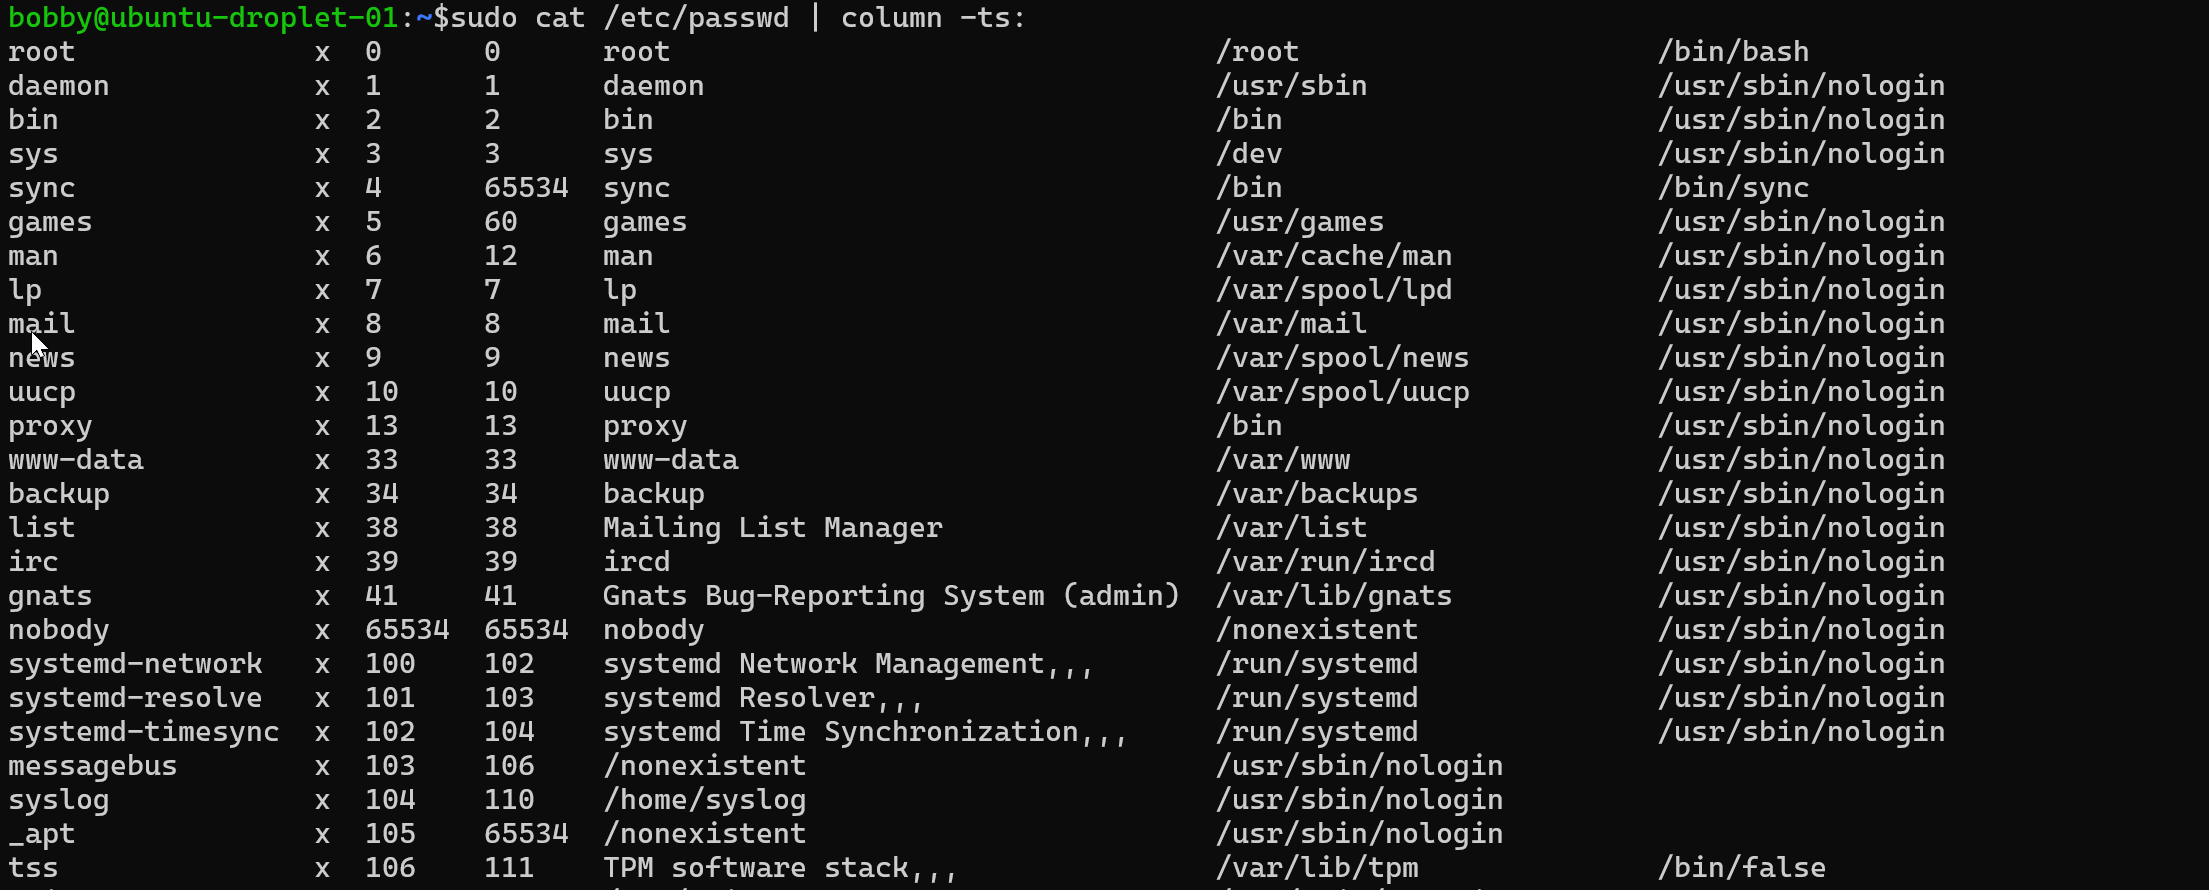 bobby@ubuntu-droplet-01:~$sudo cat /etc/passwd | column -ts:
root x 0 0 root /root /bin/bash
daemon x 1 1 daemon /usr/sbin /usr/sbin/nologin
bin x 2 2 bin /bin /usr/sbin/nologin
sys x 3 3 sys /dev /usr/sbin/nologin
sync x 4 65534 sync /bin /bin/sync
games x 5 60 games /usr/games /usr/sbin/nologin
man x 6 12 man /var/cache/man /usr/sbin/nologin
lp x 7 7 lp /var/spool/lpd /usr/sbin/nologin
mail x 8 8 mail /var/mail /usr/sbin/nologin
news x 9 9 news /var/spool/news /usr/sbin/nologin
uucp x 10 10 uucp /var/spool/uucp /usr/sbin/nologin
proxy x 13 13 proxy /bin /usr/sbin/nologin
www-data x 33 33 www-data /var/www /usr/sbin/nologin
backup x 34 34 backup /var/backups /usr/sbin/nologin
list x 38 38 Mailing List Manager /var/list /usr/sbin/nologin
irc x 39 39 ircd /var/run/ircd /usr/sbin/nologin
gnats x 41 41 Gnats Bug-Reporting System (admin) /var/lib/gnats /usr/sbin/nologin
nobody x 65534 65534 nobody /nonexistent /usr/sbin/nologin
systemd-network x 100 102 systemd Network Management,,, /run/systemd /usr/sbin/nologin
systemd-resolve x 101 103 systemd Resolver,,, /run/systemd /usr/sbin/nologin
systemd-timesync x 102 104 systemd Time Synchronization,,, /run/systemd /usr/sbin/nologin
messagebus x 103 106 /nonexistent /usr/sbin/nologin
syslog x 104 110 /home/syslog /usr/sbin/nologin
_apt x 105 65534 /nonexistent /usr/sbin/nologin
tss x 106 111 TPM software stack,,, /var/lib/tpm /bin/false